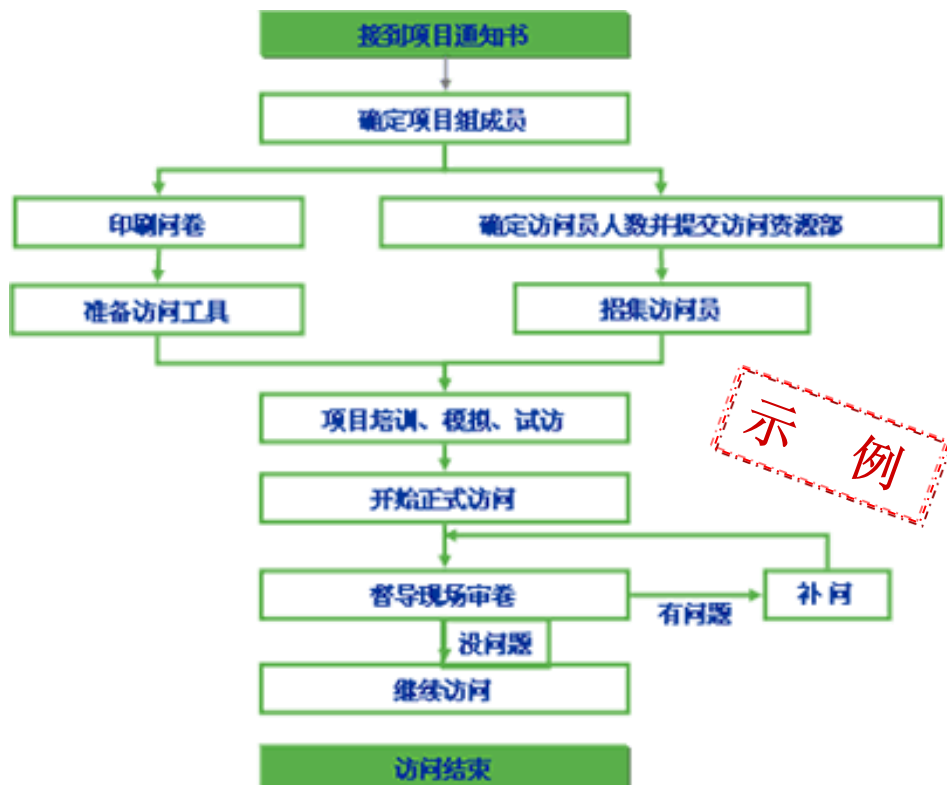 接到项目通知书
确定项目组成员
印刷问卷
确定访问员人数并提交访问资源部
准备访问工具
招集访问员
项目培训、模拟、试访
示 例
开始正式访问
督导现场审卷
有问题
补 问
没问题
继续访问
访问结束